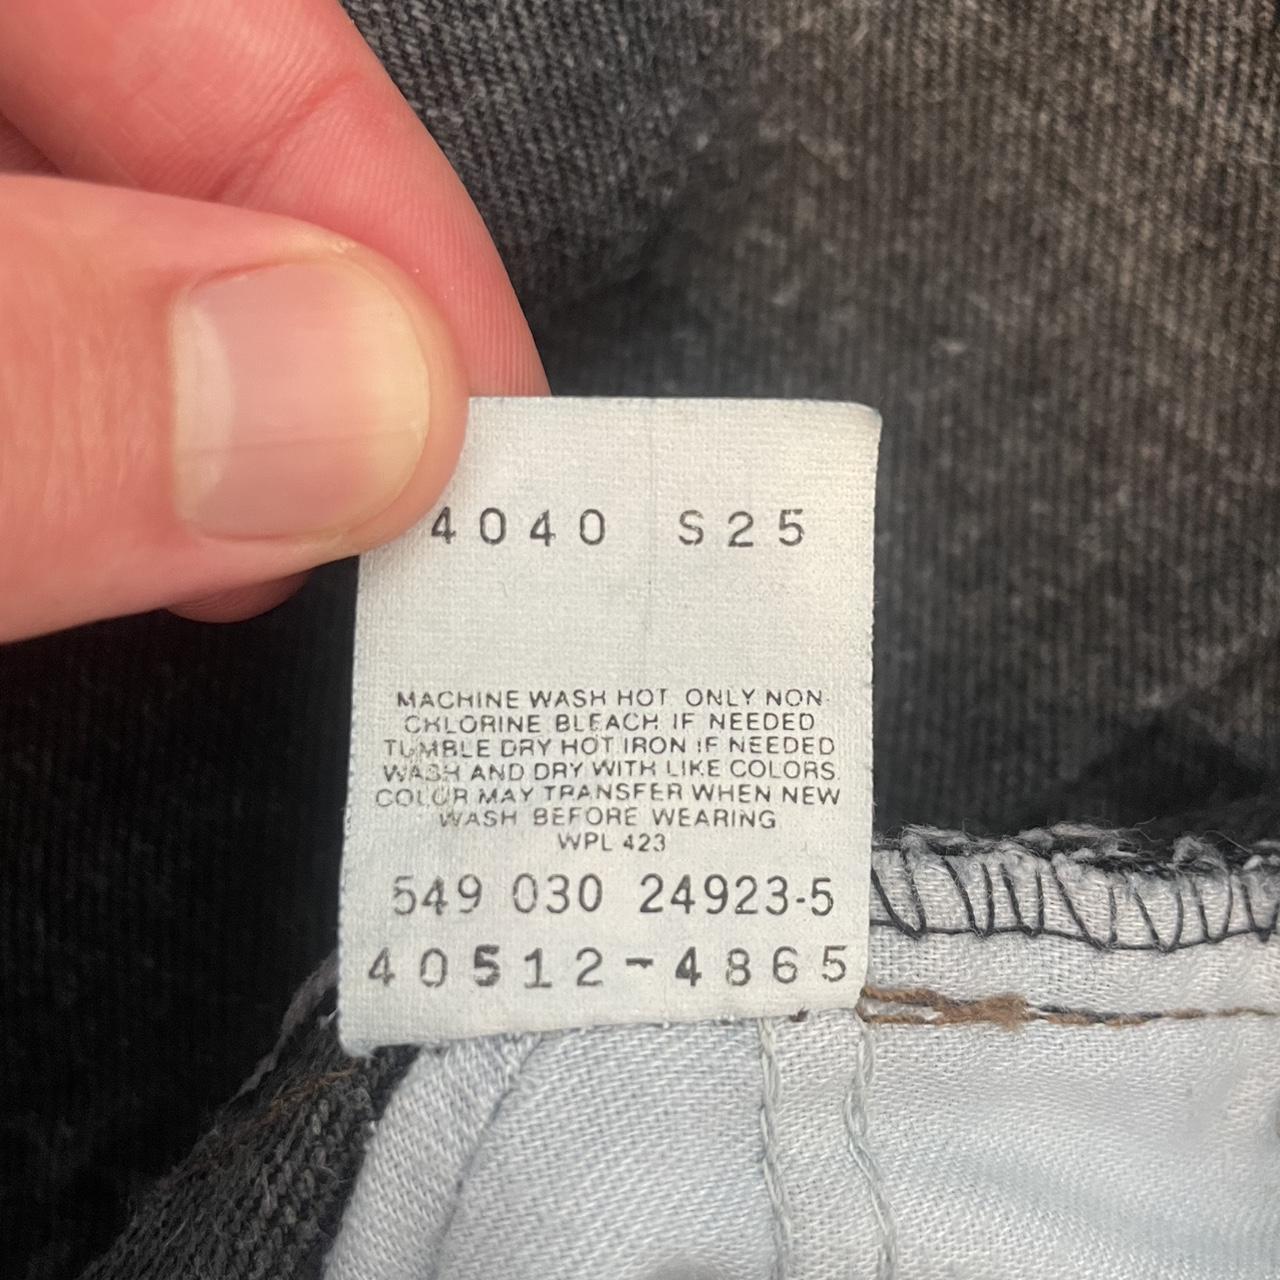 4040 S25
MACHINE WASH HOT ONLY NON-
CHLORINE BLEACH IF NEEDED
TUMBLE DRY HOT IRON IF NEEDED
WASH AND DRY WITH LIKE COLORS.
COLOR MAY TRANSFER WHEN NEW
WASH BEFORE WEARING
WPL 423
549 030 24923-5
40512-4865